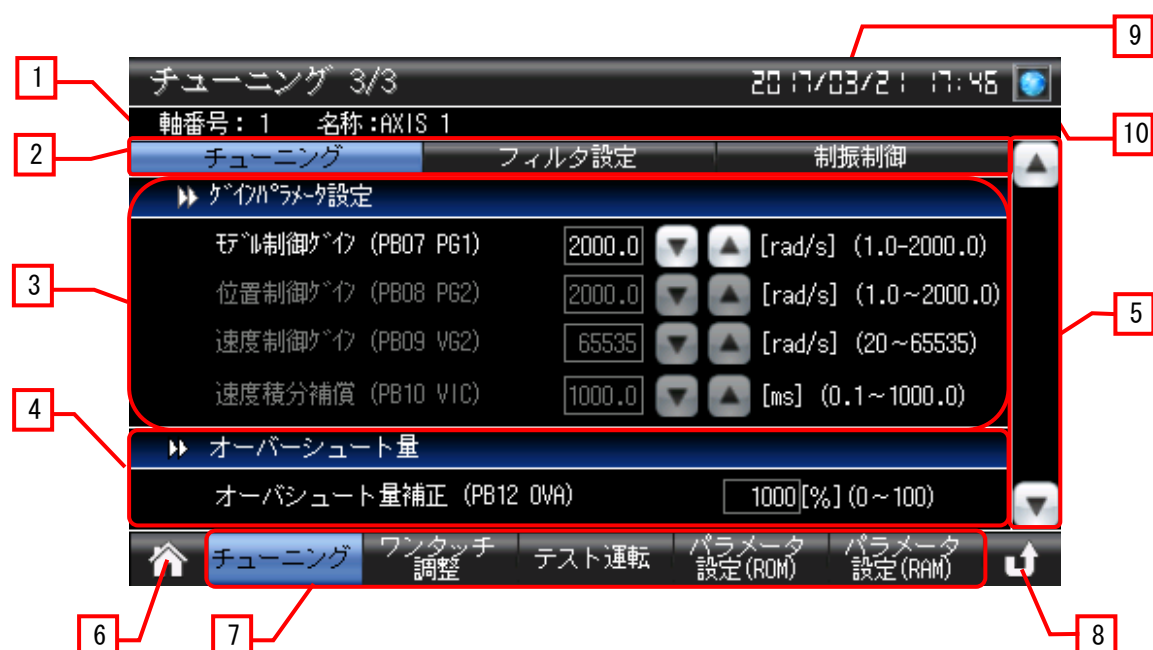 9
1
チューニング 3/3 2017/03/21 17:46
軸番号: 1 名称:AXIS 1
10
2
チューニング フィルタ設定 制振制御
ｹﾞｲﾝﾊﾟﾗﾒｰﾀ設定
ﾓﾃﾞﾙ制御ｹﾞｲﾝ (PB07 PG1) 2000.0 [rad/s] (1.0-2000.0)
3
位置制御ｹﾞｲﾝ (PB08 PG2) 2000.0 [rad/s] (1.0～2000.0)
5
速度制御ｹﾞｲﾝ (PB09 VG2) 65535 [rad/s] (20～65535)
速度積分補償 (PB10 VIC) 1000.0 [ms] (0.1～1000.0)
4
オーバーシュート量
オーバシュート量補正 (PB12 OVA) 1000[%](0～100)
チューニング ワンタッチ調整 テスト運転 パラメータ設定(ROM) パラメータ設定(RAM)
6 7 8